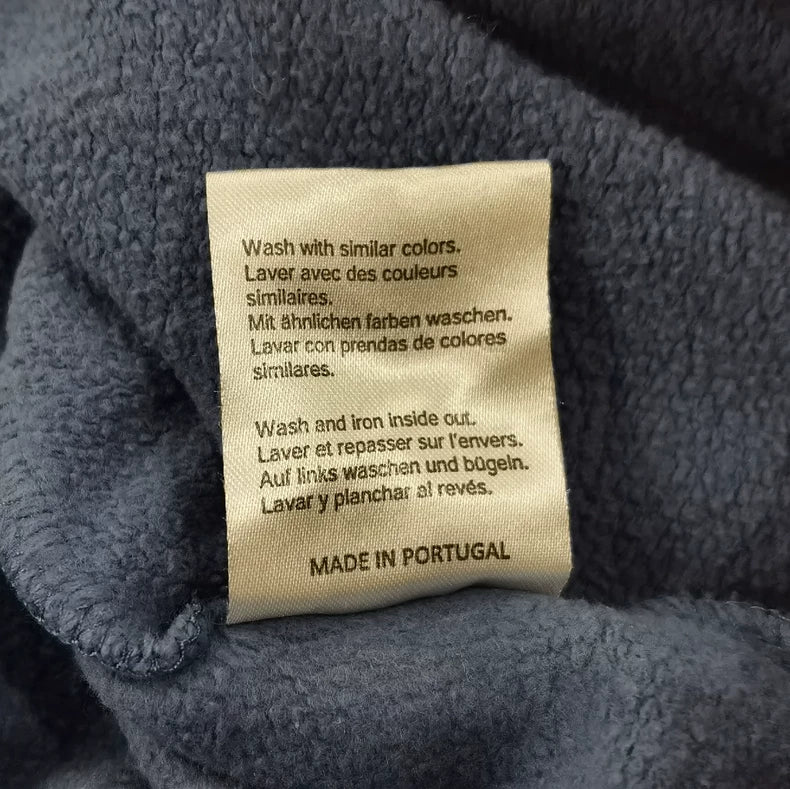 Wash with similar colors.
Laver avec des couleurs
similaires.
Mit ähnlichen farben waschen.
Lavar con prendas de colores
similares.
Wash and iron inside out.
Laver et repasser sur l'envers.
Auf links waschen und bügeln.
Lavar y planchar al revés.
MADE IN PORTUGAL